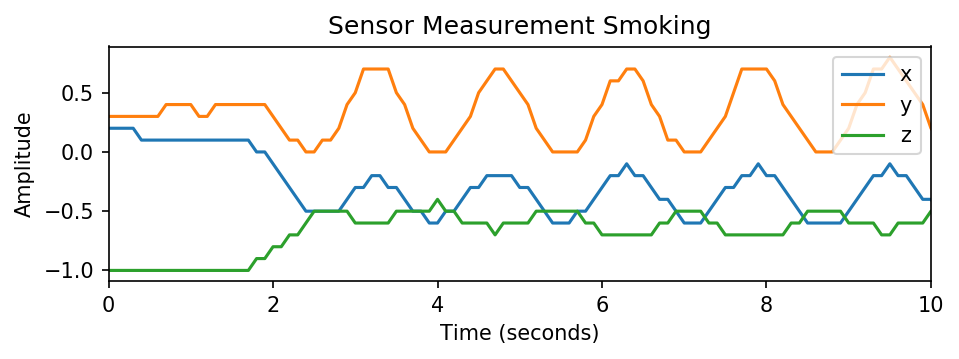 Sensor Measurement Smoking
Amplitude
0.5
0.0
−0.5
−1.0
x
y
z
0 2 4 6 8 10
Time (seconds)